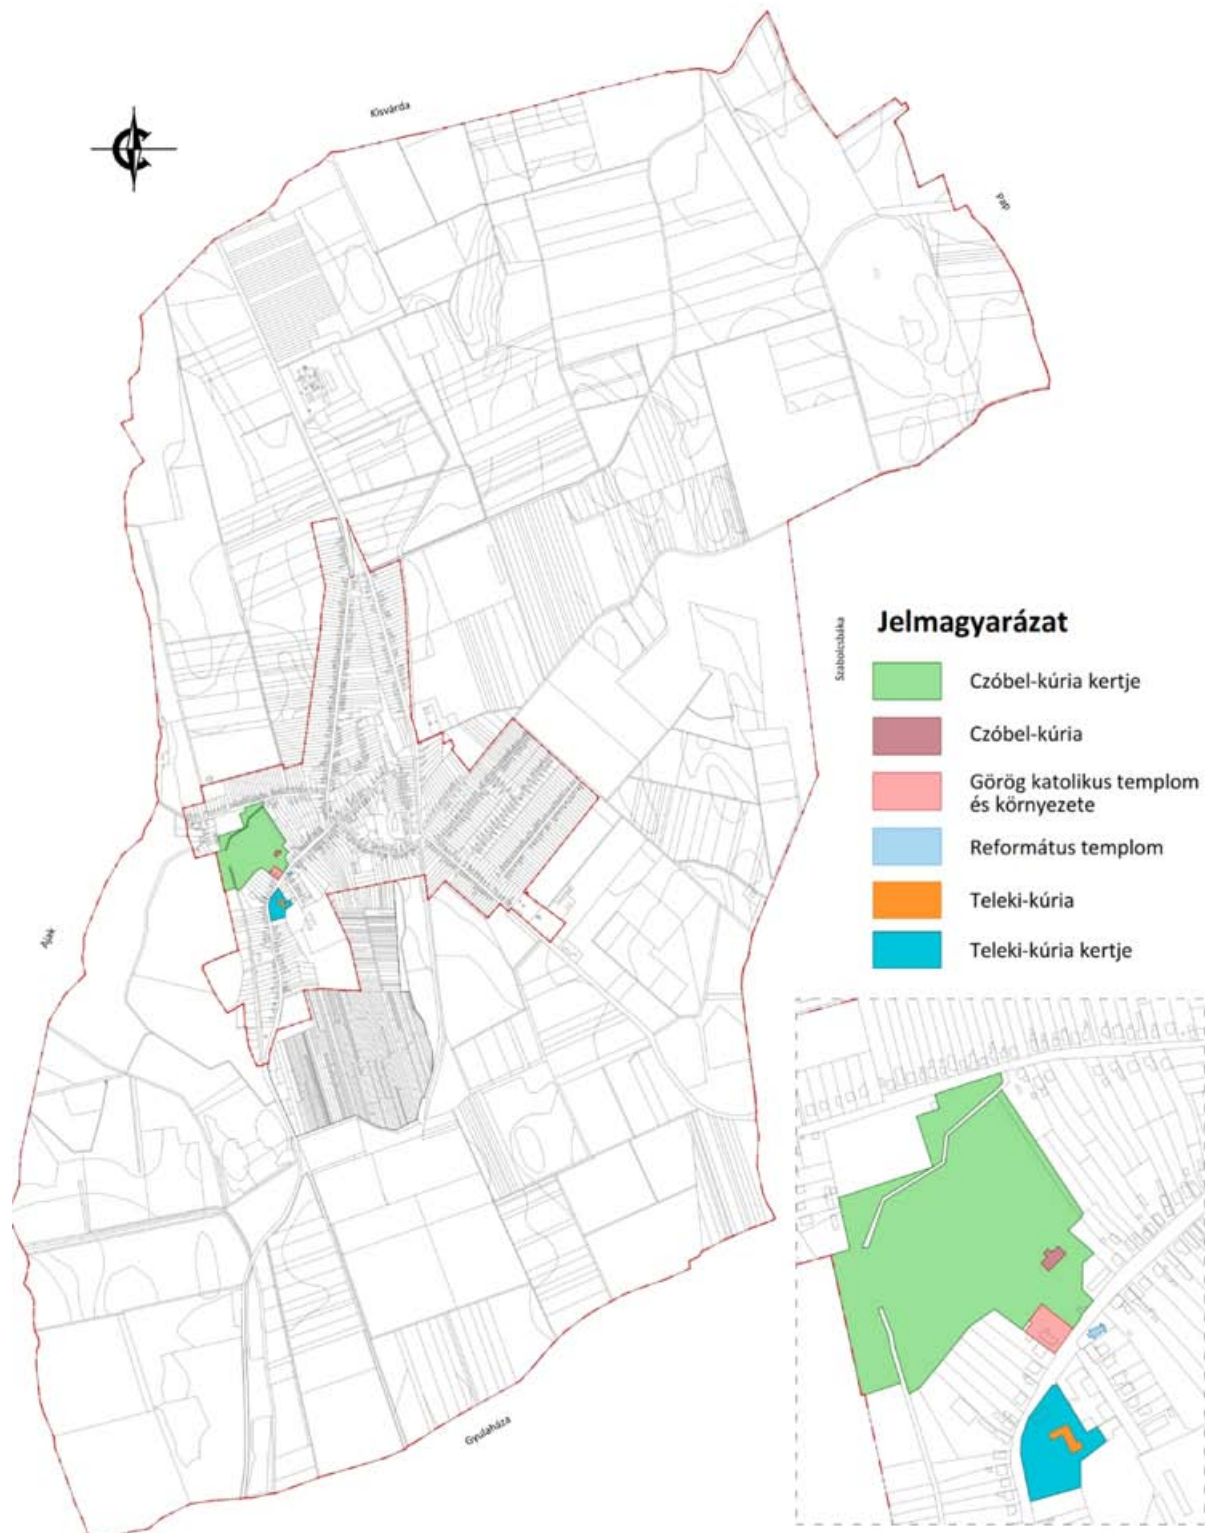 Kisvárda
Pap
Szabolcsbáka
Jelmagyarázat
Czóbel-kúria kertje
Czóbel-kúria
Görög katolikus templom
és környezete
Református templom
Teleki-kúria
Teleki-kúria kertje
Ajak
Gyulaháza